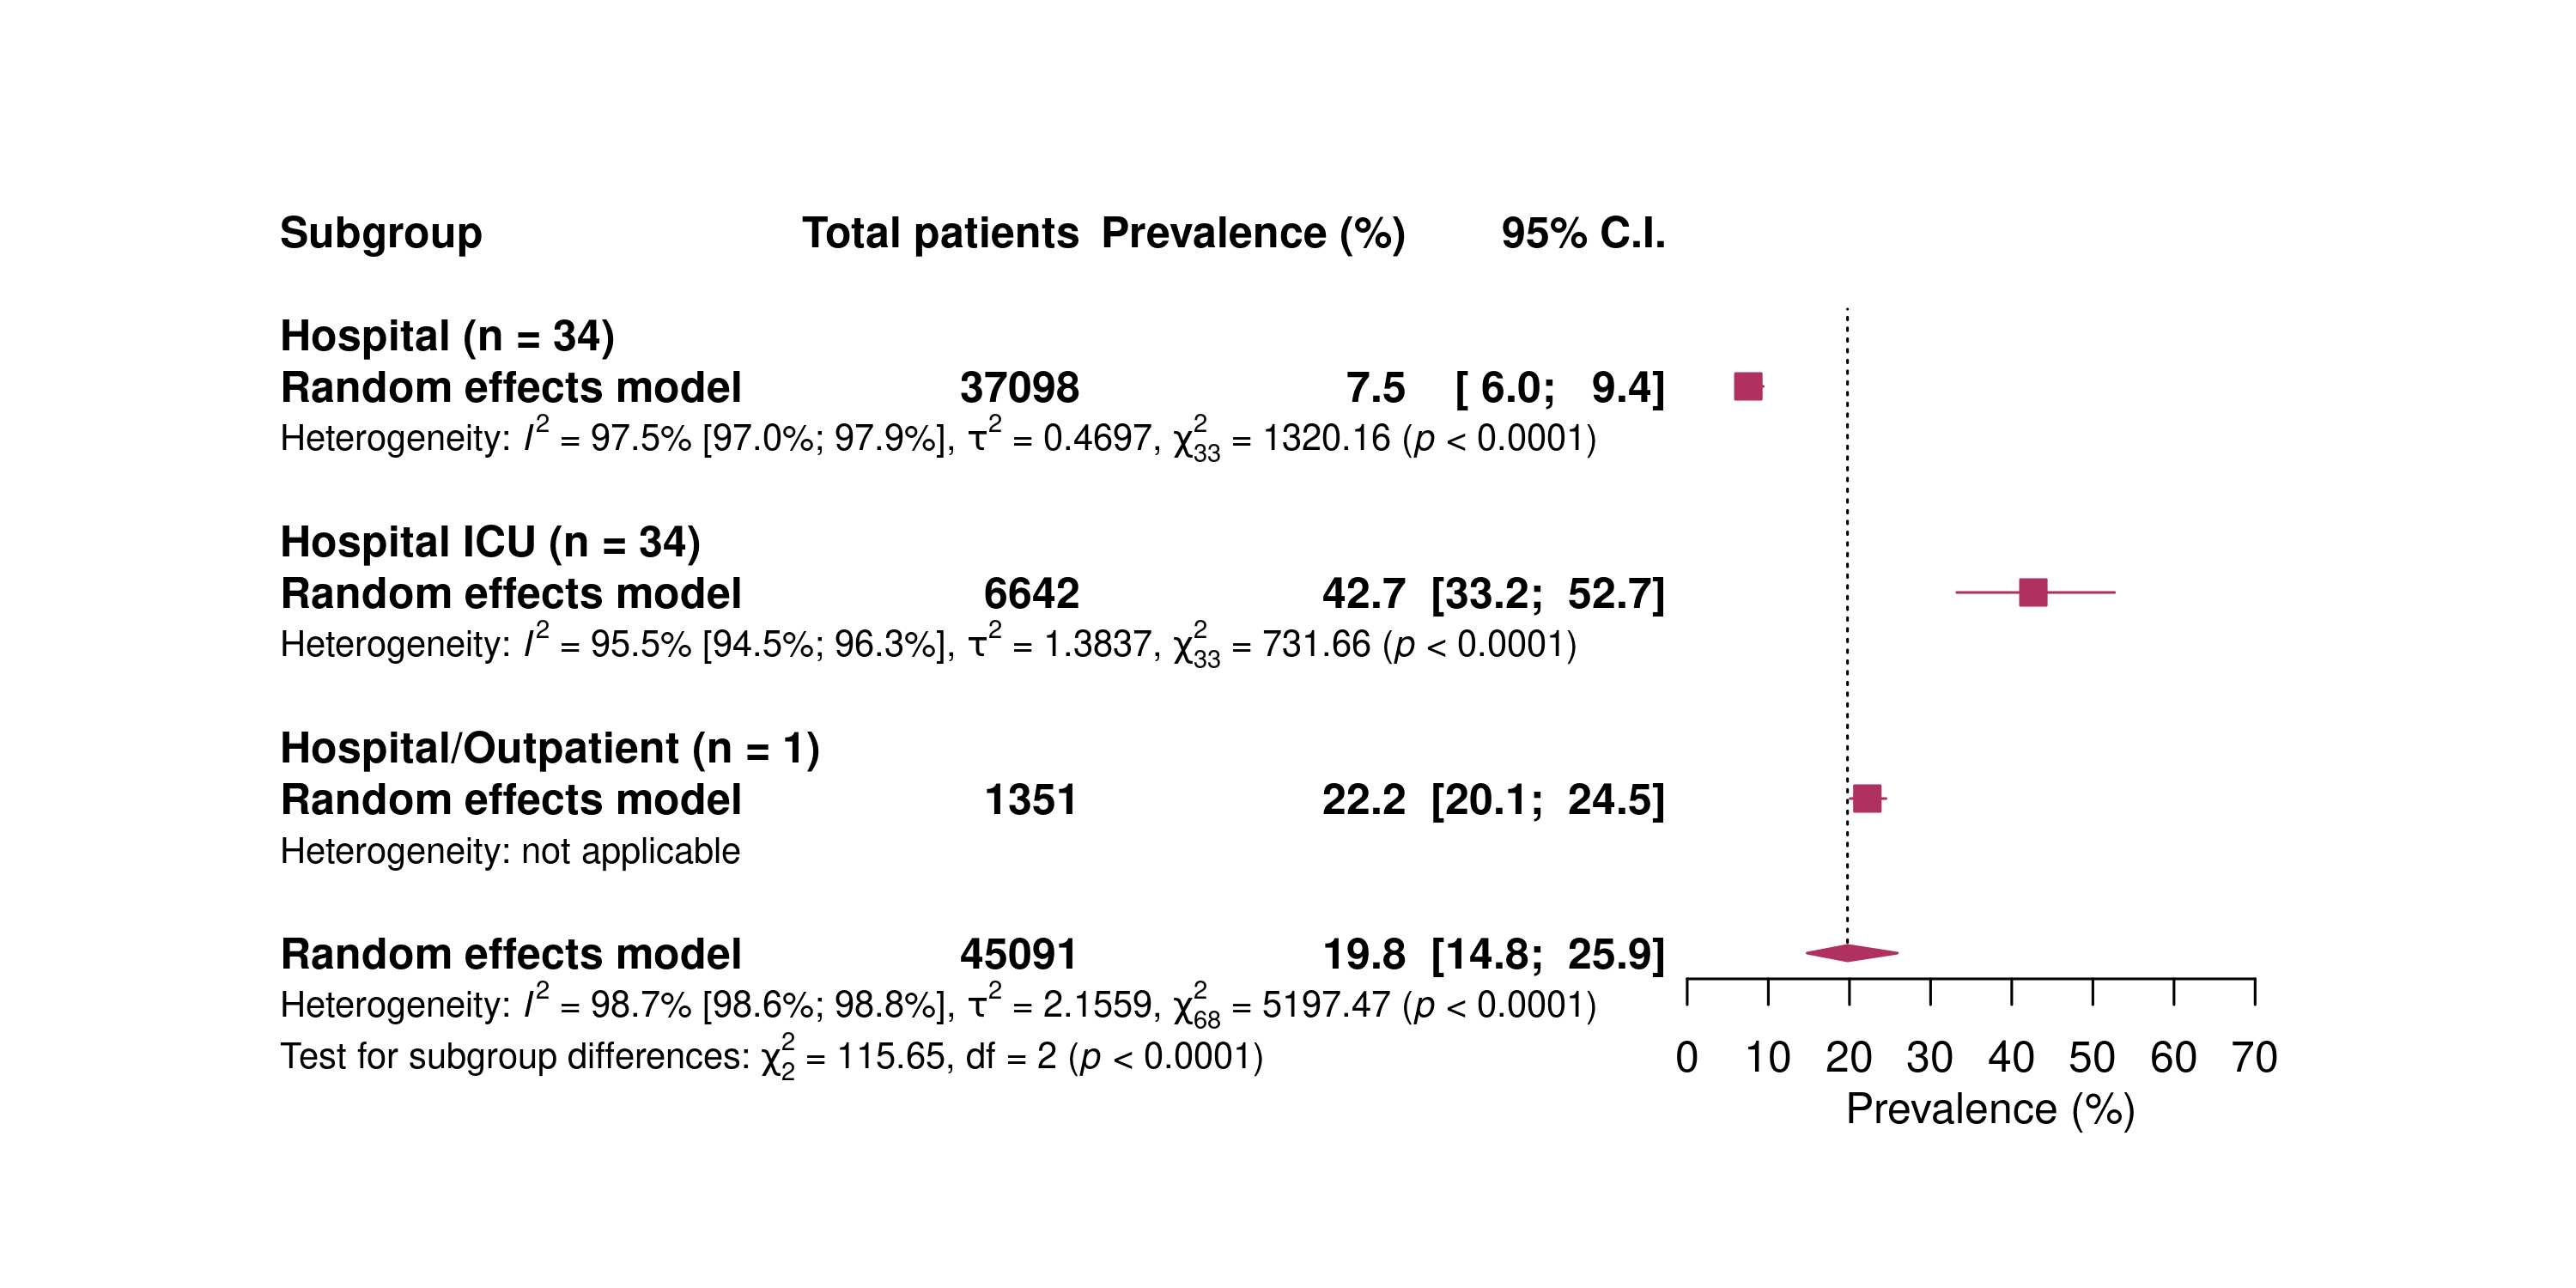 Subgroup Total patients Prevalence (%) 95% C.I.
Hospital (n = 34)
Random effects model 37098 7.5 [ 6.0; 9.4]
Heterogeneity: I² = 97.5% [97.0%; 97.9%], τ² = 0.4697, χ²₃₃ = 1320.16 (p < 0.0001)
Hospital ICU (n = 34)
Random effects model 6642 42.7 [33.2; 52.7]
Heterogeneity: I² = 95.5% [94.5%; 96.3%], τ² = 1.3837, χ²₃₃ = 731.66 (p < 0.0001)
Hospital/Outpatient (n = 1)
Random effects model 1351 22.2 [20.1; 24.5]
Heterogeneity: not applicable
Random effects model 45091 19.8 [14.8; 25.9]
Heterogeneity: I² = 98.7% [98.6%; 98.8%], τ² = 2.1559, χ²₆₈ = 5197.47 (p < 0.0001)
Test for subgroup differences: χ²₂ = 115.65, df = 2 (p < 0.0001)
0 10 20 30 40 50 60 70
Prevalence (%)